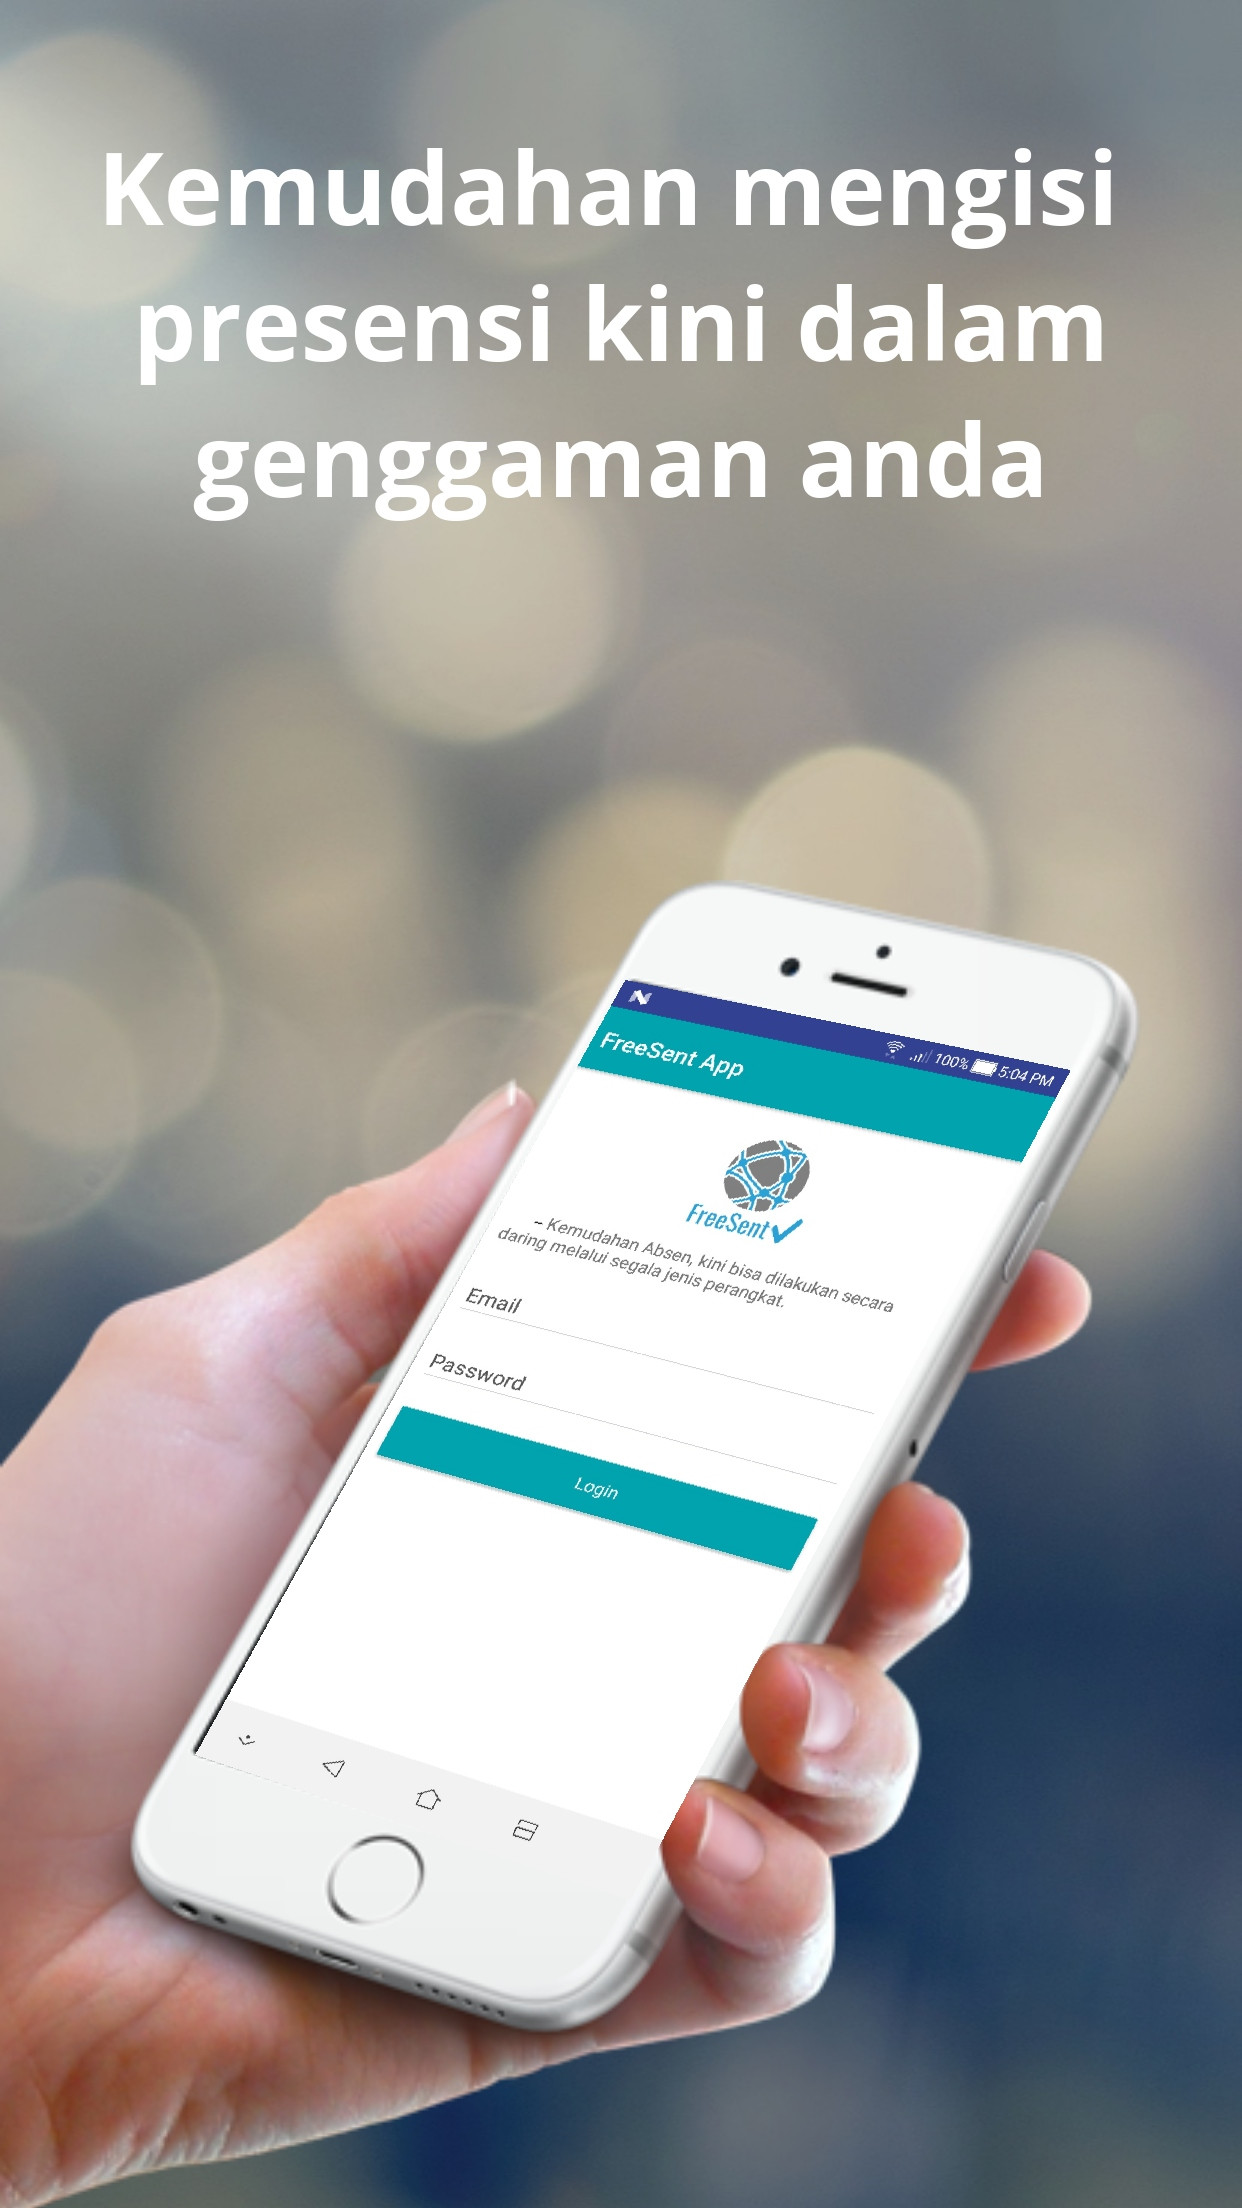 Kemudahan mengisi
presensi kini dalam
genggaman anda
100% 5:04 PM
FreeSent App
FreeSent
- Kemudahan Absen, kini bisa dilakukan secara
daring melalui segala jenis perangkat.
Email
Password
Login